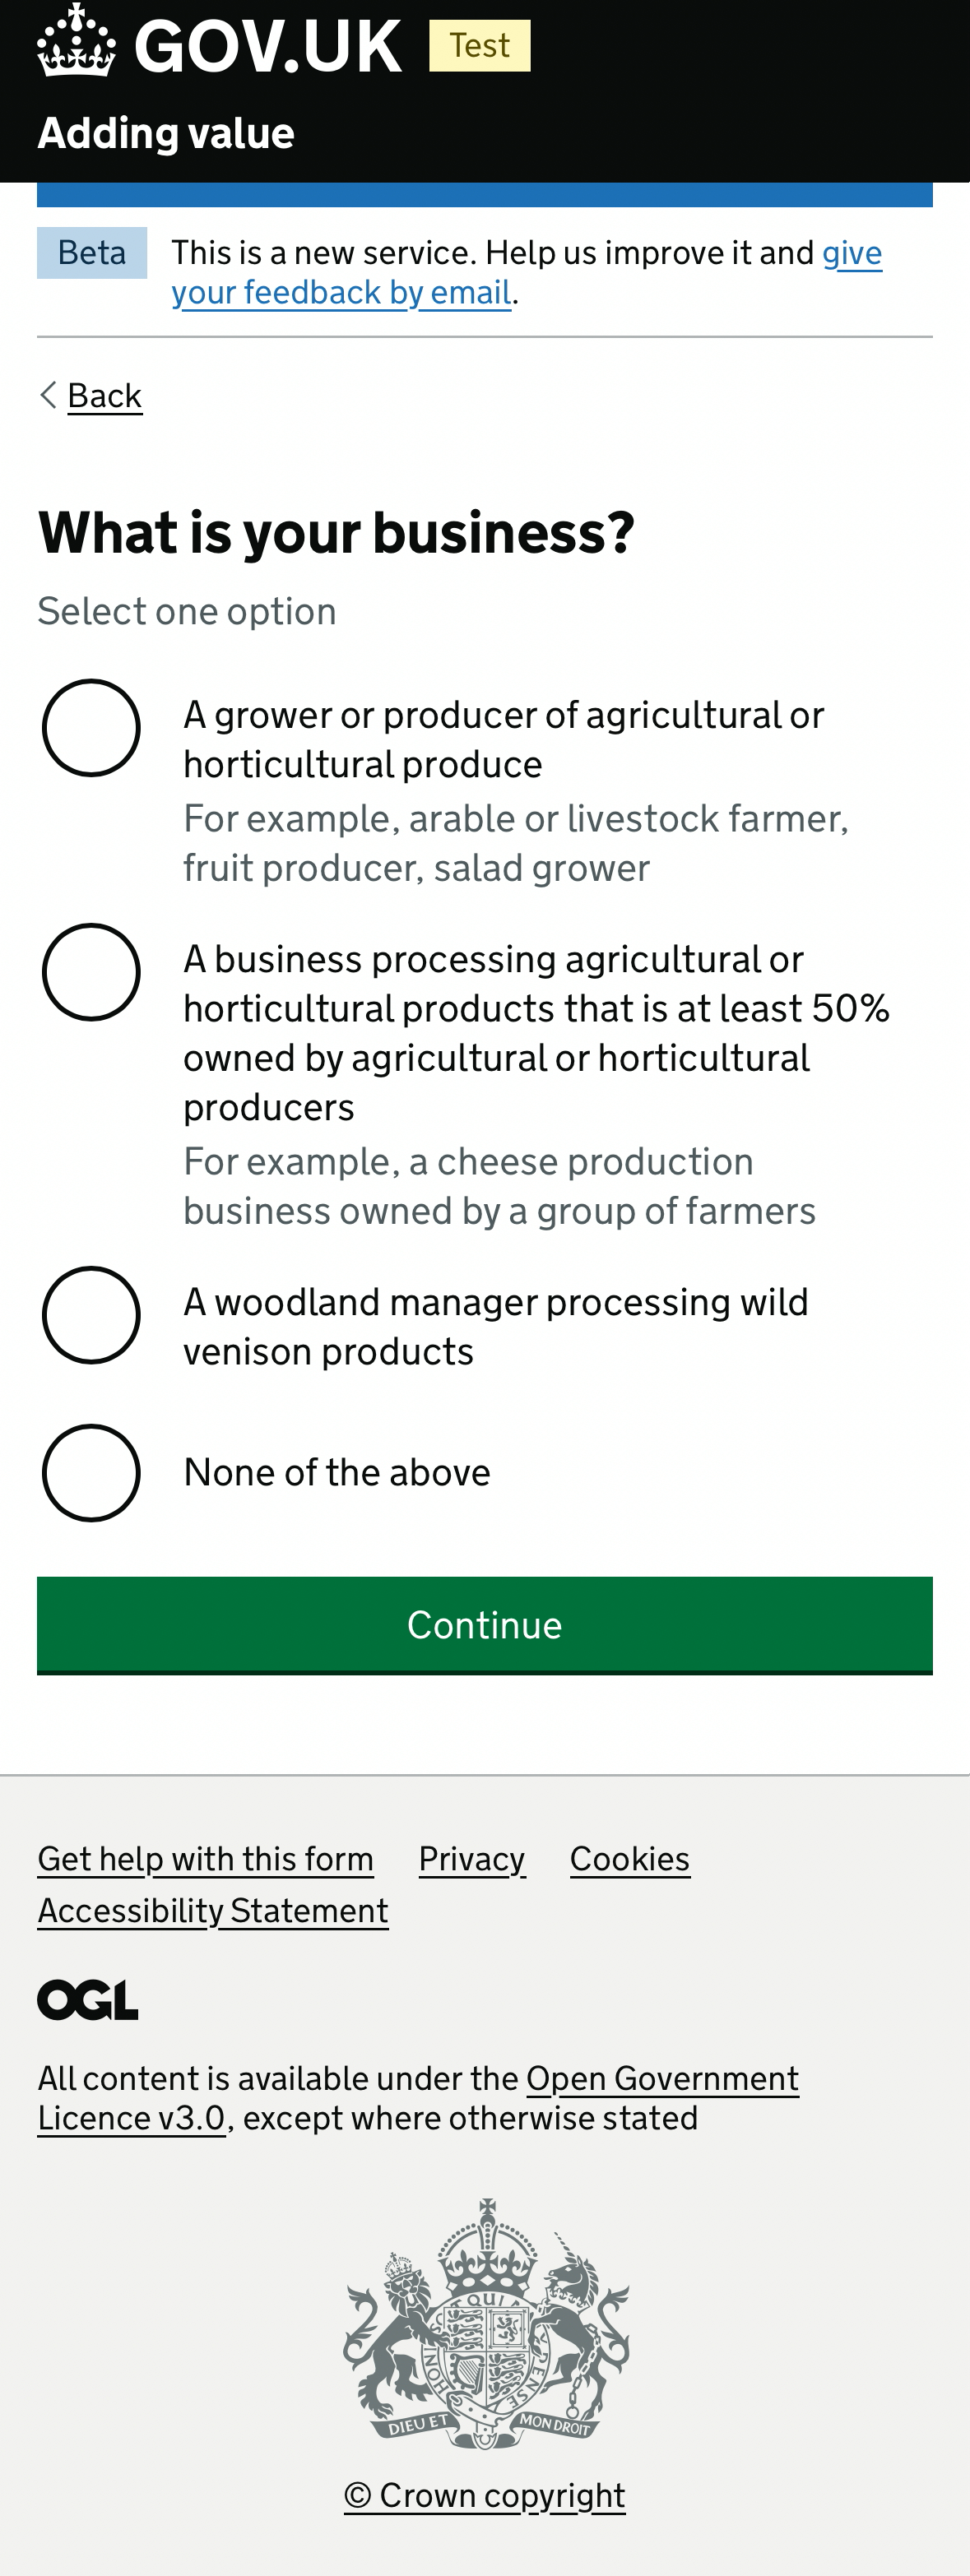 GOV.UK Test
Adding value
Beta This is a new service. Help us improve it and give
your feedback by email.
Back
What is your business?
Select one option
A grower or producer of agricultural or
horticultural produce
For example, arable or livestock farmer,
fruit producer, salad grower
A business processing agricultural or
horticultural products that is at least 50%
owned by agricultural or horticultural
producers
For example, a cheese production
business owned by a group of farmers
A woodland manager processing wild
venison products
None of the above
Continue
Get help with this form Privacy Cookies
Accessibility Statement
OGL
All content is available under the Open Government
Licence v3.0, except where otherwise stated
DIEU ET MON DROIT
© Crown copyright